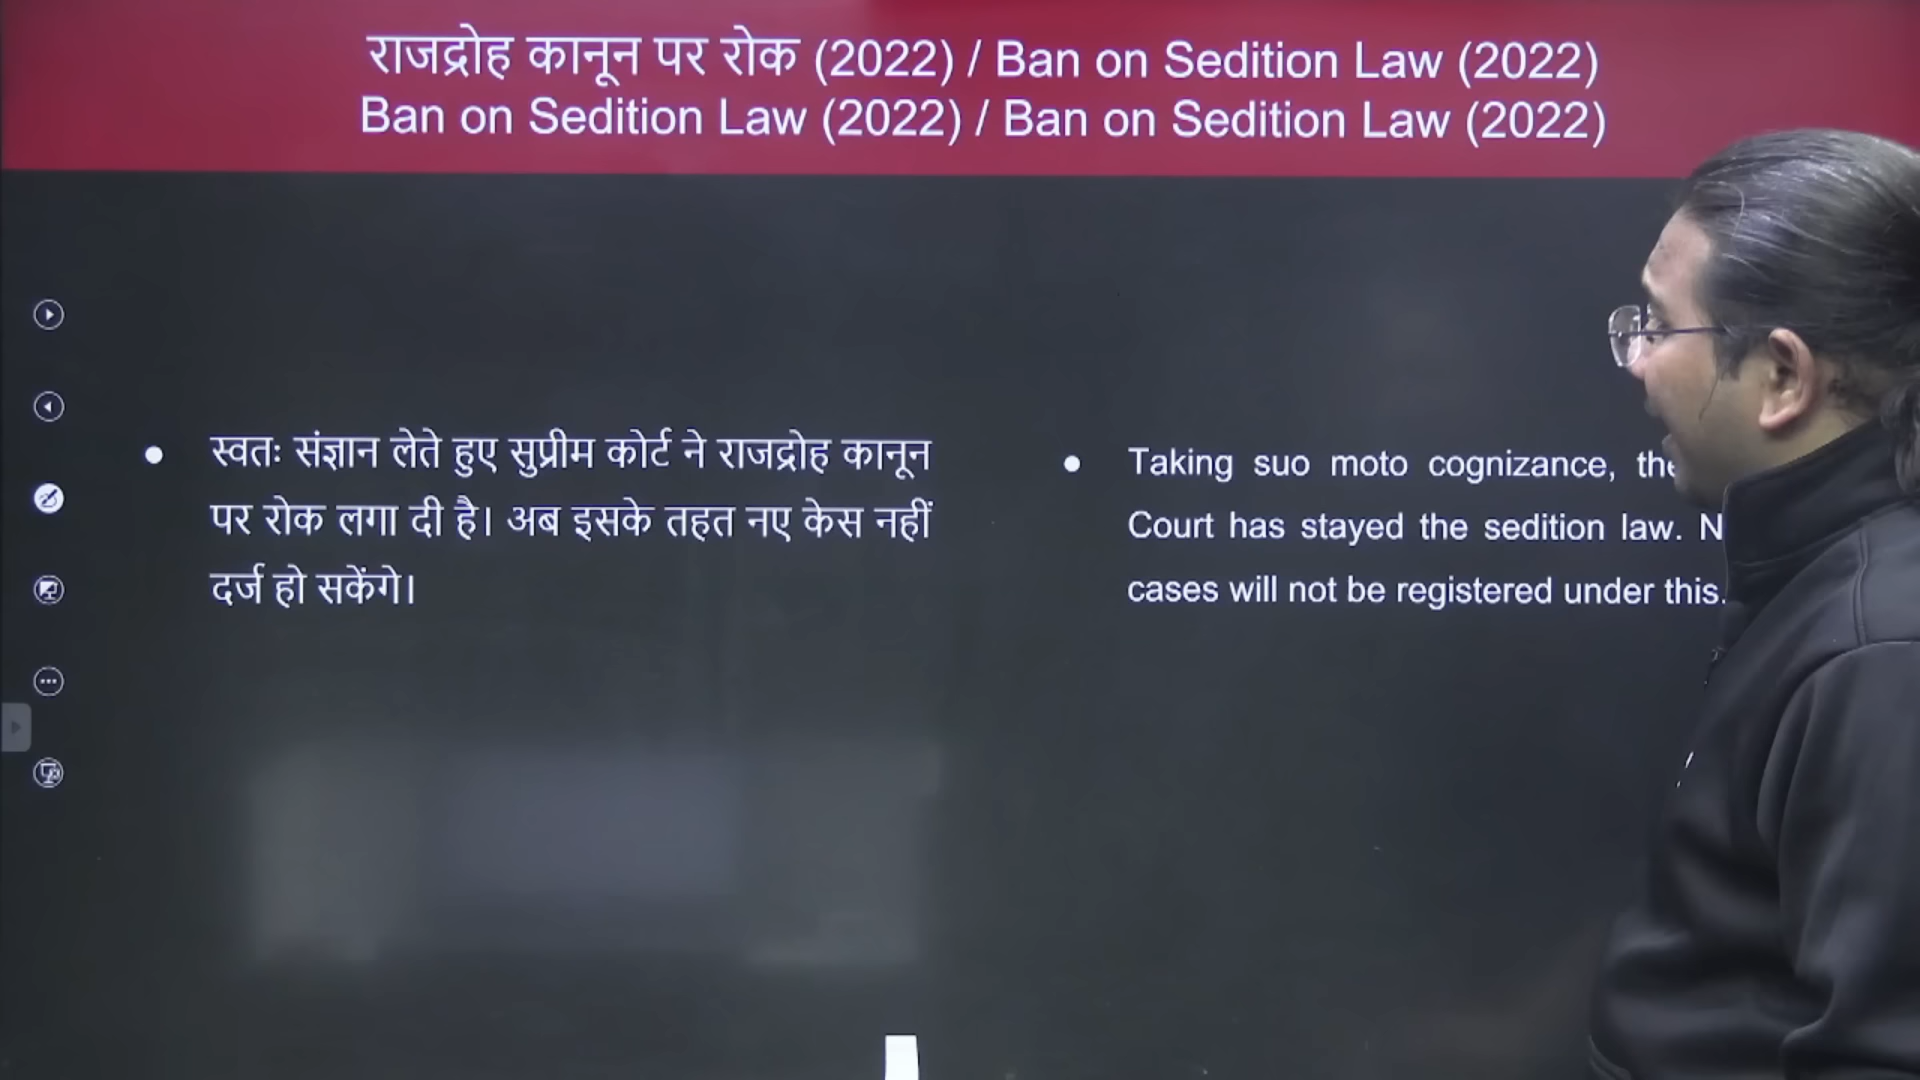 राजद्रोह कानून पर रोक (2022) / Ban on Sedition Law (2022)
Ban on Sedition Law (2022) / Ban on Sedition Law (2022)
स्वतः संज्ञान लेते हुए सुप्रीम कोर्ट ने राजद्रोह कानून
पर रोक लगा दी है। अब इसके तहत नए केस नहीं
दर्ज हो सकेंगे।
Taking suo moto cognizance, the
Court has stayed the sedition law.
cases will not be registered under this.